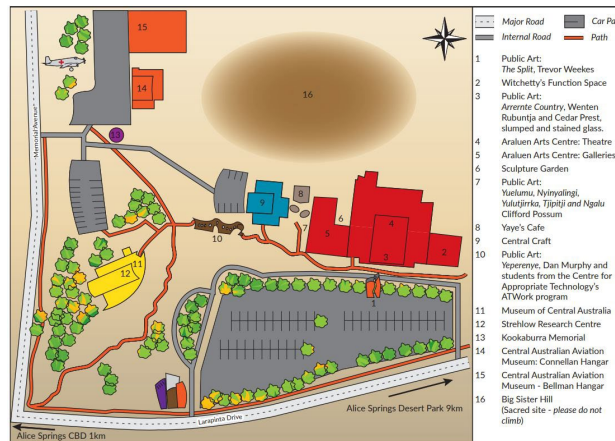 15
14
13
16
Memorial Avenue
8
9
4
6
7
5
10
2
3
11
12
1
Larapinta Drive
Alice Springs Desert Park 9km
Alice Springs CBD 1km
Major Road
Car Pa
Internal Road
Path
1 Public Art:
The Split, Trevor Weekes
2 Witchetty's Function Space
3 Public Art:
Arrernte Country, Wenten
Rubuntja and Cedar Prest,
slumped and stained glass.
4 Araluen Arts Centre: Theatre
5 Araluen Arts Centre: Galleries
6 Sculpture Garden
7 Public Art:
Yuelumu, Nyinyalingi,
Yulutjirrka, Tjipitji and Ngalu
Clifford Possum
8 Yaye's Cafe
9 Central Craft
10 Public Art:
Yeperenye, Dan Murphy and
students from the Centre for
Appropriate Technology's
ATWork program
11 Museum of Central Australia
12 Strehlow Research Centre
13 Kookaburra Memorial
14 Central Australian Aviation
Museum: Connellan Hangar
15 Central Australian Aviation
Museum - Bellman Hangar
16 Big Sister Hill
(Sacred site - please do not
climb)